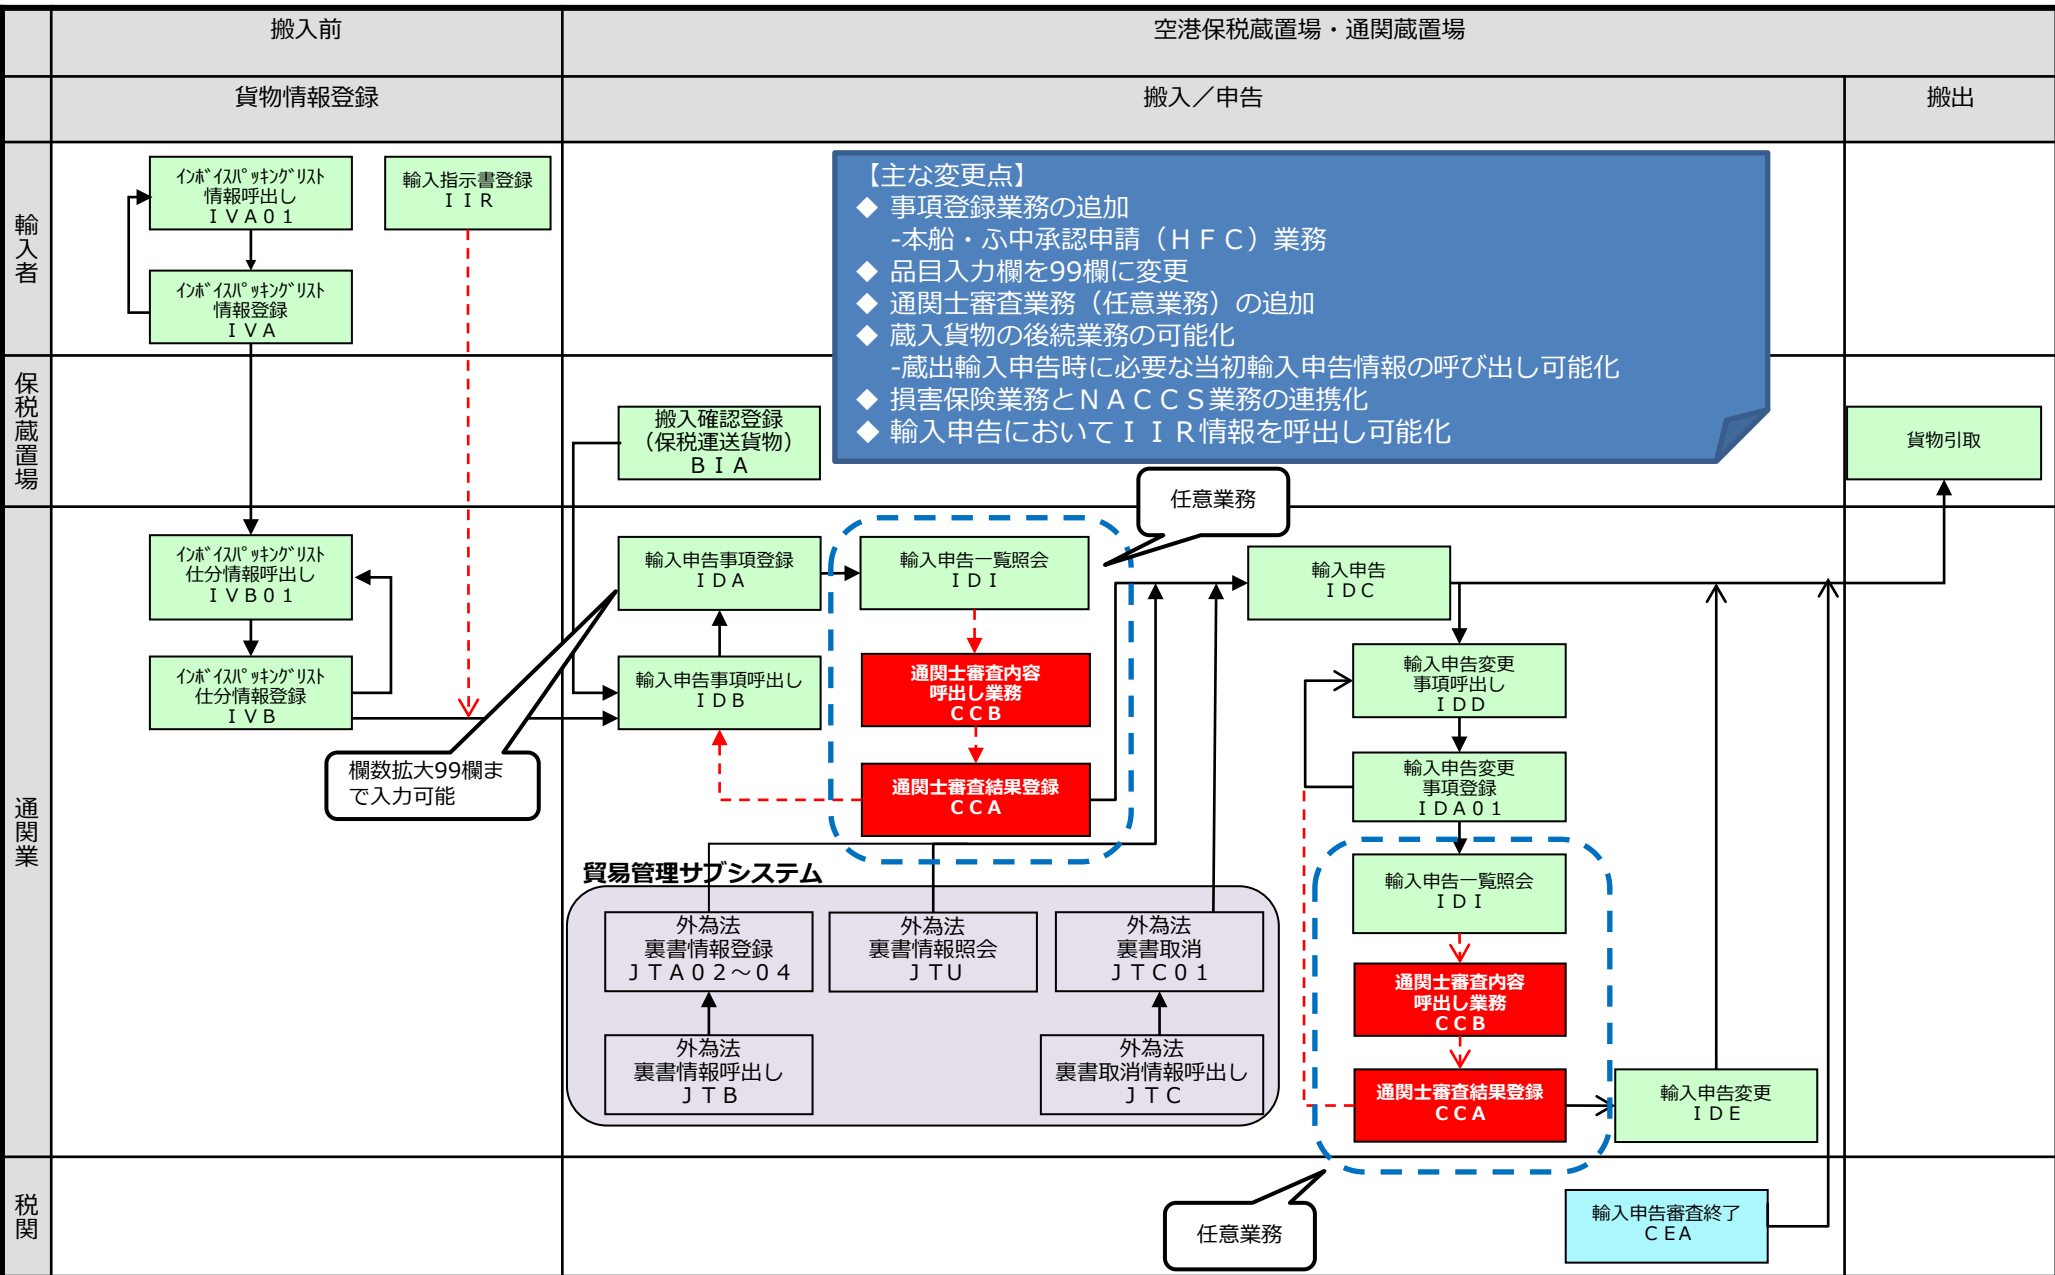 搬入前
空港保税蔵置場・通関蔵置場
貨物情報登録
搬入／申告
搬出
輸入者
ｲﾝﾎﾞｲｽﾊﾟｯｷﾝｸﾞﾘｽﾄ
情報呼出し
ＩＶＡ０１
輸入指示書登録
ＩＩＲ
ｲﾝﾎﾞｲｽﾊﾟｯｷﾝｸﾞﾘｽﾄ
情報登録
ＩＶＡ
【主な変更点】
◆ 事項登録業務の追加
-本船・ふ中承認申請（ＨＦＣ）業務
◆ 品目入力欄を99欄に変更
◆ 通関士審査業務（任意業務）の追加
◆ 蔵入貨物の後続業務の可能化
-蔵出輸入申告時に必要な当初輸入申告情報の呼び出し可能化
◆ 損害保険業務とＮＡＣＣＳ業務の連携化
◆ 輸入申告においてＩＩＲ情報を呼出し可能化
保税蔵置場
搬入確認登録
（保税運送貨物）
ＢＩＡ
貨物引取
任意業務
通関業
ｲﾝﾎﾞｲｽﾊﾟｯｷﾝｸﾞﾘｽﾄ
仕分情報呼出し
ＩＶＢ０１
ｲﾝﾎﾞｲｽﾊﾟｯｷﾝｸﾞﾘｽﾄ
仕分情報登録
ＩＶＢ
輸入申告事項登録
ＩＤＡ
輸入申告事項呼出し
ＩＤＢ
欄数拡大99欄ま
で入力可能
輸入申告一覧照会
ＩＤＩ
通関士審査内容
呼出し業務
ＣＣＢ
通関士審査結果登録
ＣＣＡ
輸入申告
ＩＤＣ
輸入申告変更
事項呼出し
ＩＤＤ
輸入申告変更
事項登録
ＩＤＡ０１
輸入申告一覧照会
ＩＤＩ
通関士審査内容
呼出し業務
ＣＣＢ
通関士審査結果登録
ＣＣＡ
輸入申告変更
ＩＤＥ
貿易管理サブシステム
外為法
裏書情報登録
ＪＴＡ０２～０４
外為法
裏書情報照会
ＪＴＵ
外為法
裏書取消
ＪＴＣ０１
外為法
裏書情報呼出し
ＪＴＢ
外為法
裏書取消情報呼出し
ＪＴＣ
税関
任意業務
輸入申告審査終了
ＣＥＡ